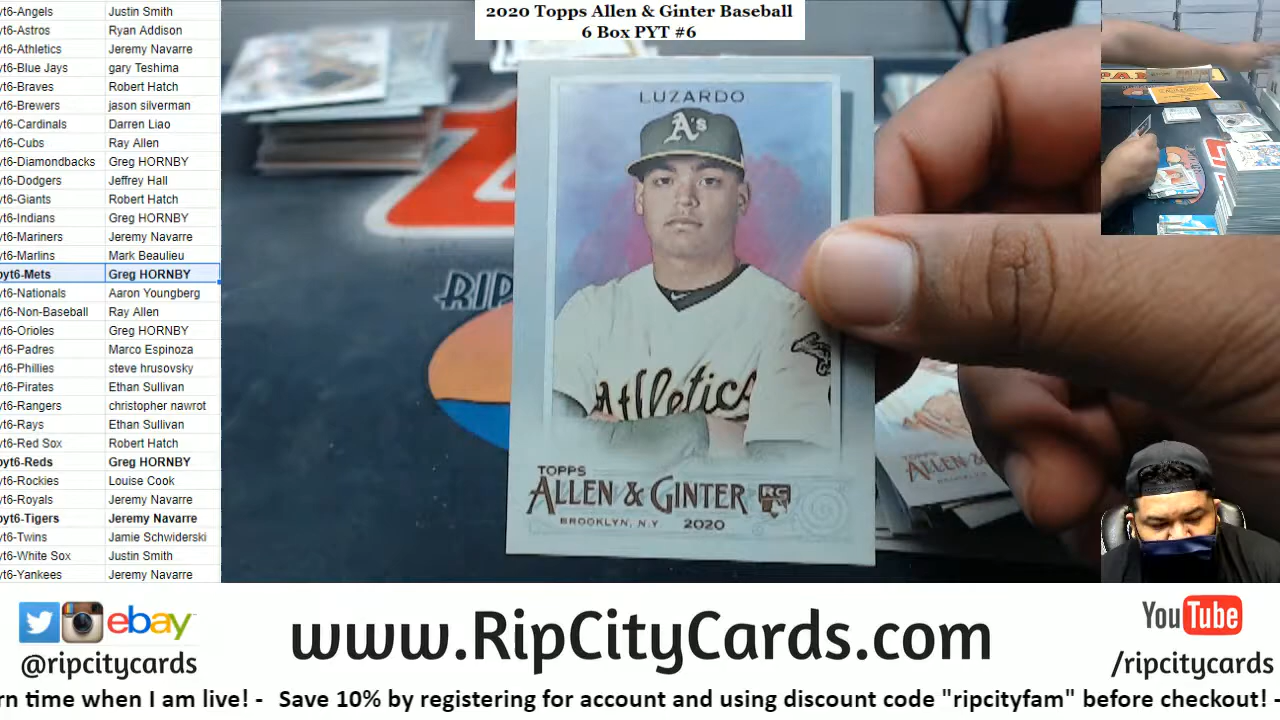 2020 Topps Allen & Ginter Baseball
6 Box PYT #6
yt6-Angels Justin Smith
yt6-Astros Ryan Addison
yt6-Athletics Jeremy Navarre
yt6-Blue Jays gary Teshima
yt6-Braves Robert Hatch
yt6-Brewers jason silverman
yt6-Cardinals Darren Liao
yt6-Cubs Ray Allen
yt6-Diamondbacks Greg HORNBY
yt6-Dodgers Jeffrey Hall
yt6-Giants Robert Hatch
yt6-Indians Greg HORNBY
yt6-Mariners Jeremy Navarre
yt6-Marlins Mark Beaulieu
pyt6-Mets Greg HORNBY
yt6-Nationals Aaron Youngberg
yt6-Non-Baseball Ray Allen
yt6-Orioles Greg HORNBY
yt6-Padres Marco Espinoza
yt6-Phillies steve hrusovsky
yt6-Pirates Ethan Sullivan
yt6-Rangers christopher nawrot
yt6-Rays Ethan Sullivan
yt6-Red Sox Robert Hatch
pyt6-Reds Greg HORNBY
yt6-Rockies Louise Cook
yt6-Royals Jeremy Navarre
pyt6-Tigers Jeremy Navarre
yt6-Twins Jamie Schwiderski
yt6-White Sox Justin Smith
yt6-Yankees Jeremy Navarre
LUZARDO
A's
Athletics
TOPPS
ALLEN & GINTER RC
BROOKLYN, N.Y 2020
RIP
TOPPS
ALLEN &
ebay
@ripcitycards
www.RipCityCards.com
YouTube
/ripcitycards
rn time when I am live! - Save 10% by registering for account and using discount code "ripcityfam" before checkout! -